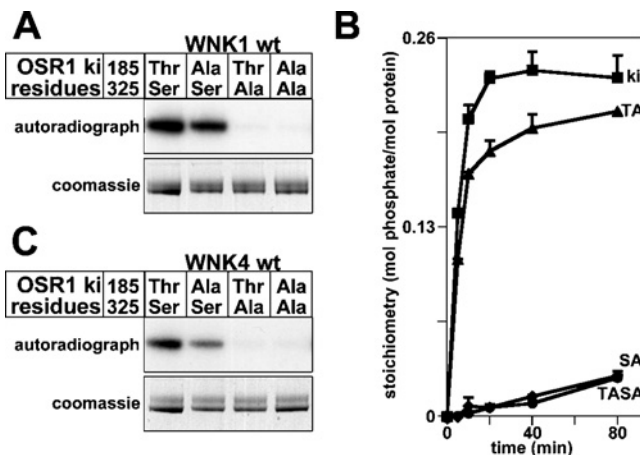 A
WNK1 wt
OSR1 ki 185 Thr Ala Thr Ala
residues 325 Ser Ser Ala Ala
autoradiograph
coomassie
C
WNK4 wt
OSR1 ki 185 Thr Ala Thr Ala
residues 325 Ser Ser Ala Ala
autoradiograph
coomassie
B
stoichiometry (mol phosphate/mol protein)
0.26
0.13
0
ki
TA
SA
TASA
0 20 40 80
time (min)